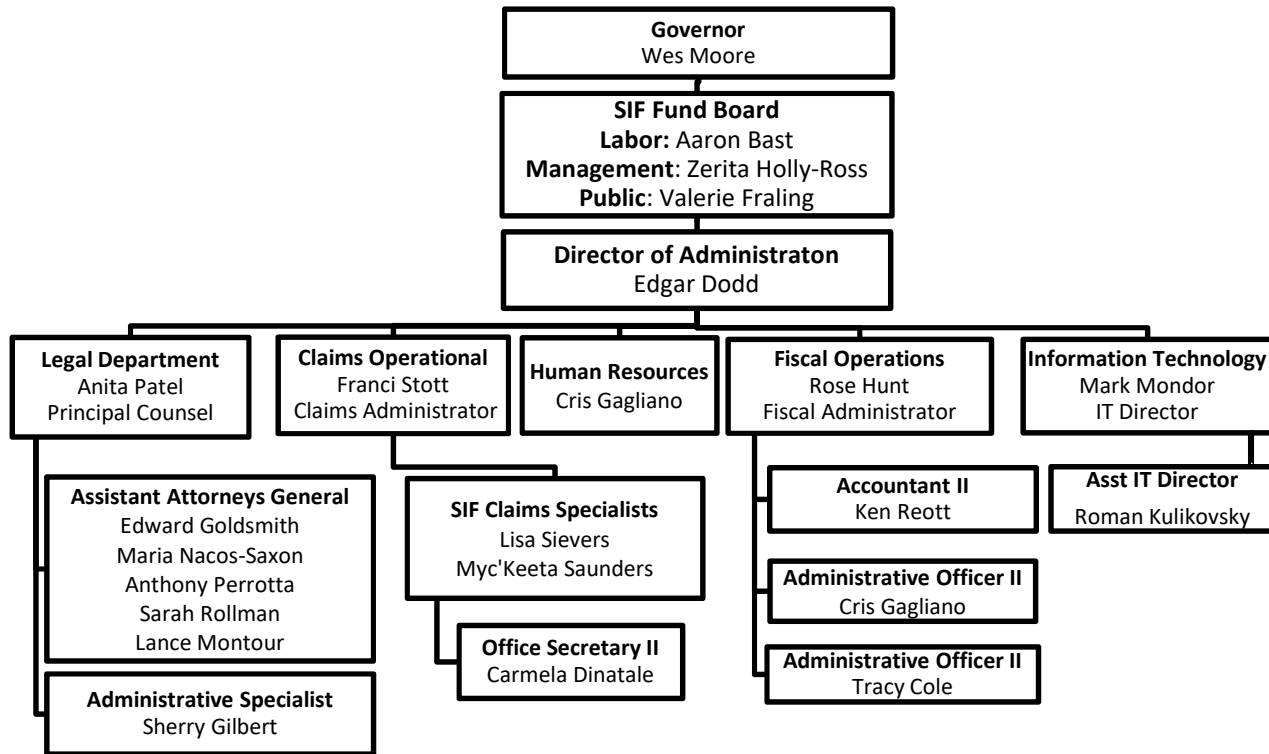 Governor
Wes Moore
SIF Fund Board
Labor: Aaron Bast
Management: Zerita Holly-Ross
Public: Valerie Fraling
Director of Administraton
Edgar Dodd
Legal Department
Anita Patel
Principal Counsel
Claims Operational
Franci Stott
Claims Administrator
Human Resources
Cris Gagliano
Fiscal Operations
Rose Hunt
Fiscal Administrator
Information Technology
Mark Mondor
IT Director
Assistant Attorneys General
Edward Goldsmith
Maria Nacos-Saxon
Anthony Perrotta
Sarah Rollman
Lance Montour
Administrative Specialist
Sherry Gilbert
SIF Claims Specialists
Lisa Sievers
Myc'Keeta Saunders
Office Secretary II
Carmela Dinatale
Accountant II
Ken Reott
Administrative Officer II
Cris Gagliano
Administrative Officer II
Tracy Cole
Asst IT Director
Roman Kulikovsky